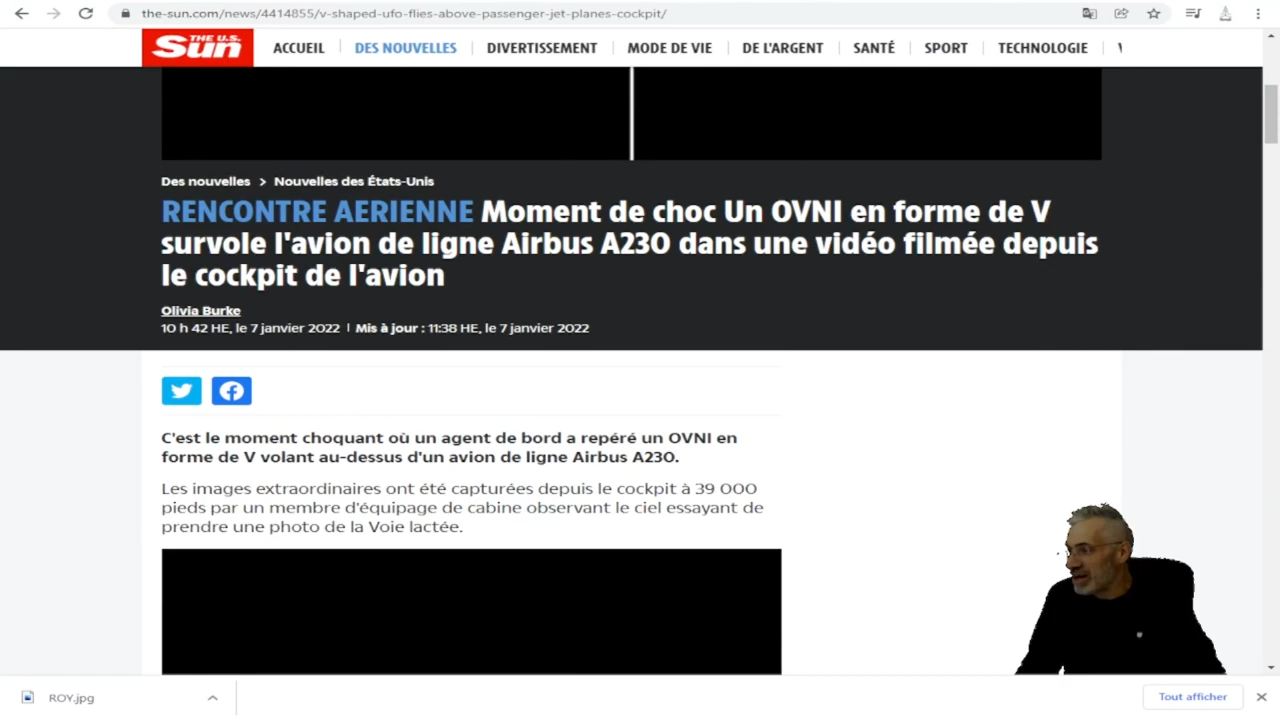 the-sun.com/news/4414855/v-shaped-ufo-flies-above-passenger-jet-planes-cockpit/
THE U.S. Sun
ACCUEIL DES NOUVELLES DIVERTISSEMENT MODE DE VIE DE L'ARGENT SANTÉ SPORT TECHNOLOGIE
Des nouvelles > Nouvelles des États-Unis
RENCONTRE AERIENNE Moment de choc Un OVNI en forme de V
survole l'avion de ligne Airbus A230 dans une vidéo filmée depuis
le cockpit de l'avion
Olivia Burke
10 h 42 HE, le 7 janvier 2022 | Mis à jour : 11:38 HE, le 7 janvier 2022
C'est le moment choquant où un agent de bord a repéré un OVNI en
forme de V volant au-dessus d'un avion de ligne Airbus A230.
Les images extraordinaires ont été capturées depuis le cockpit à 39 000
pieds par un membre d'équipage de cabine observant le ciel essayant de
prendre une photo de la Voie lactée.
ROY.jpg
Tout afficher